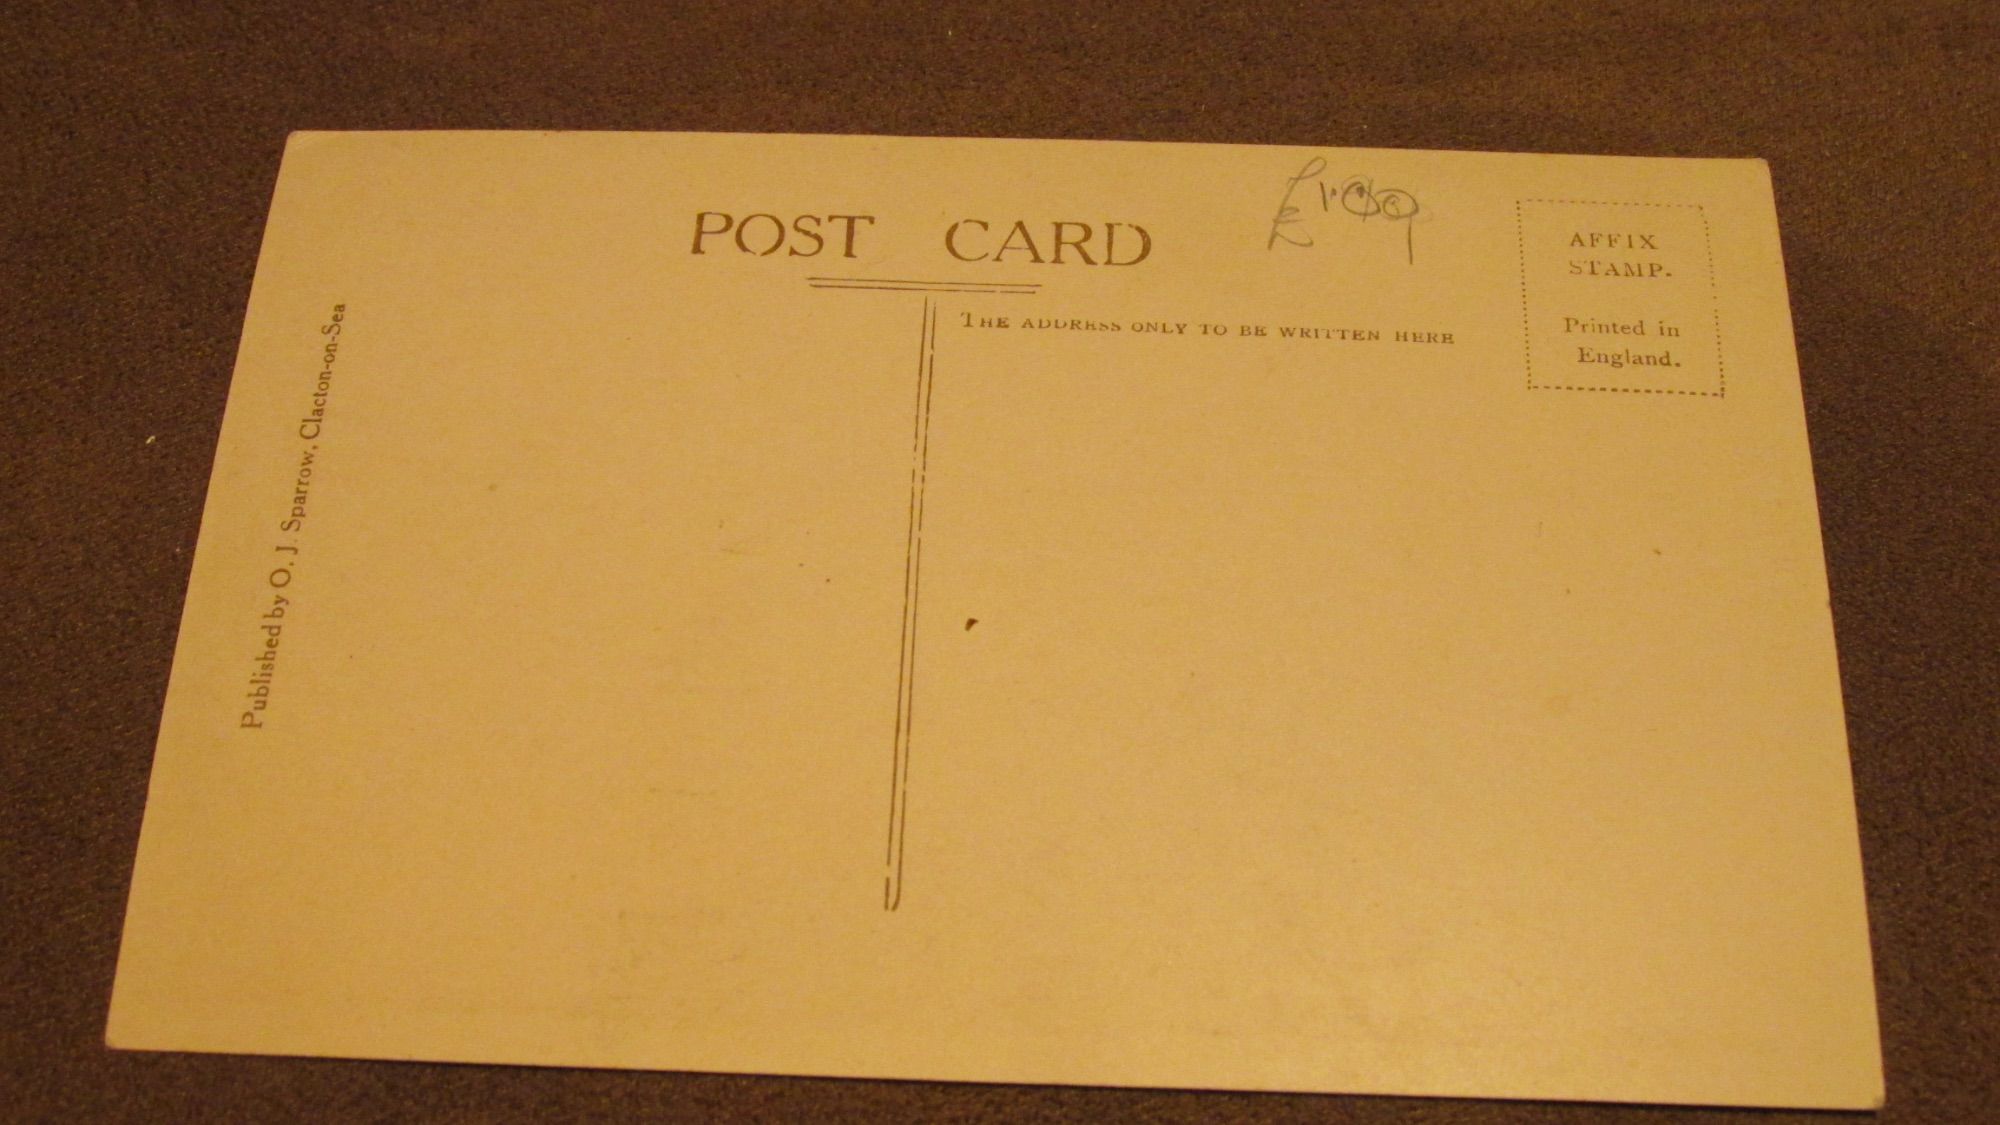 POST CARD
£1.00
THE ADDRESS ONLY TO BE WRITTEN HERE
AFFIX
STAMP.
Printed in
England.
Published by O. J. Sparrow, Clacton-on-Sea